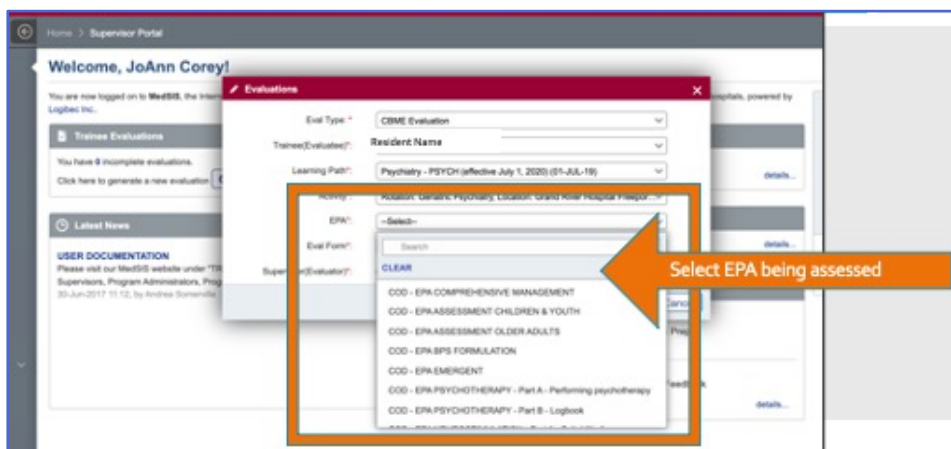 Home > Supervisor Portal
Welcome, JoAnn Corey!
You are now logged on to MedSIS, the Intern
ospitals, powered by
Logibec Inc..
Trainee Evaluations
You have 0 incomplete evaluations.
Click here to generate a new evaluation
details...
Latest News
details...
USER DOCUMENTATION
Please visit our MedSIS website under "TR
Supervisors, Program Administrators, Prog
30-Jun-2017 11:12, by Andrea Somerville
details...
Evaluations
Eval Type: * CBME Evaluation
Trainee(Evaluatee)*: Resident Name
Learning Path*: Psychiatry - PSYCH (effective July 1, 2020) (01-JUL-19)
Activity*: Rotation: Geriatric Psychiatry, Location: Grand River Hospital Freepor...
EPA*: --Select--
Eval Form*: Search
Supervisor(Evaluator)*: CLEAR
COD - EPA COMPREHENSIVE MANAGEMENT
COD - EPA ASSESSMENT CHILDREN & YOUTH
COD - EPA ASSESSMENT OLDER ADULTS
COD - EPA BPS FORMULATION
COD - EPA EMERGENT
COD - EPA PSYCHOTHERAPY - Part A - Performing psychotherapy
COD - EPA PSYCHOTHERAPY - Part B - Logbook
Select EPA being assessed